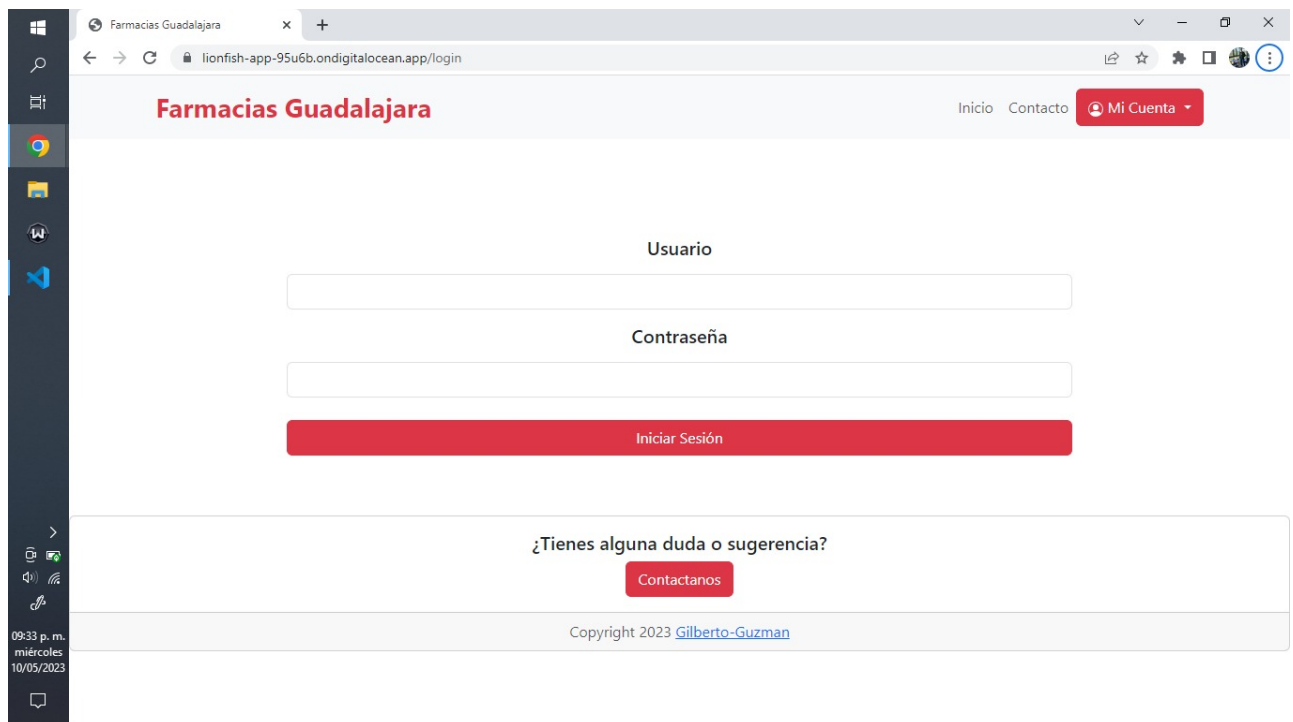 Farmacias Guadalajara
lionfish-app-95u6b.ondigitalocean.app/login
Farmacias Guadalajara
Inicio Contacto Mi Cuenta
Usuario
Contraseña
Iniciar Sesión
¿Tienes alguna duda o sugerencia?
Contactanos
Copyright 2023 Gilberto-Guzman
09:33 p. m.
miércoles
10/05/2023